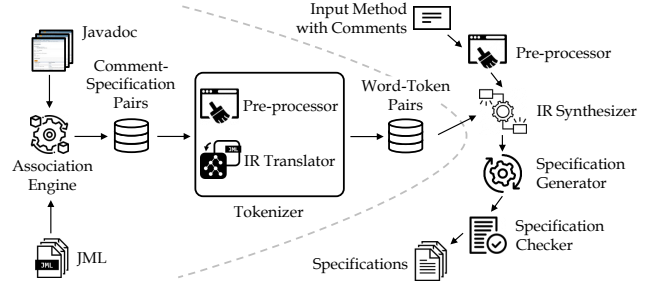 Javadoc
Comment-
Specification
Pairs
Association
Engine
JML
JML
Pre-processor
JML
IR Translator
Tokenizer
Word-Token
Pairs
Input Method
with Comments
Pre-processor
IR Synthesizer
Specification
Generator
Specification
Checker
Specifications